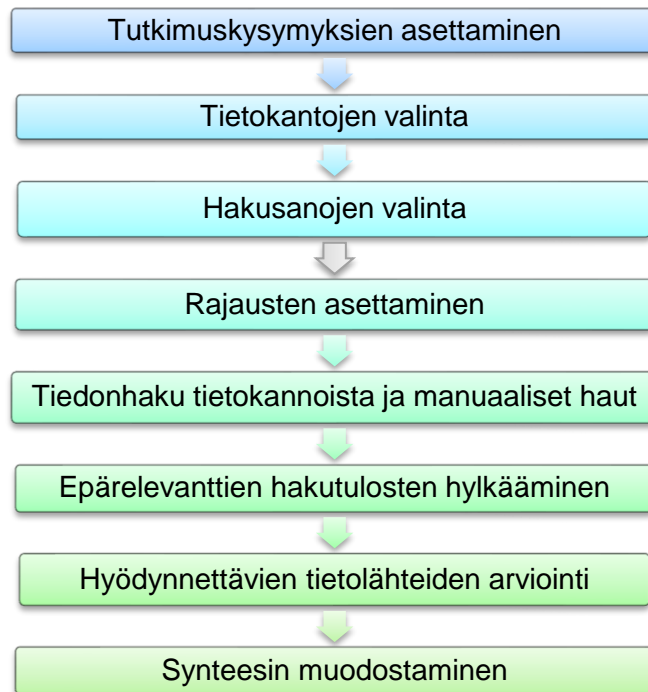 Tutkimuskysymyksien asettaminen
Tietokantojen valinta
Hakusanojen valinta
Rajausten asettaminen
Tiedonhaku tietokannoista ja manuaaliset haut
Epärelevanttien hakutulosten hylkääminen
Hyödynnettävien tietolähteiden arviointi
Synteesin muodostaminen